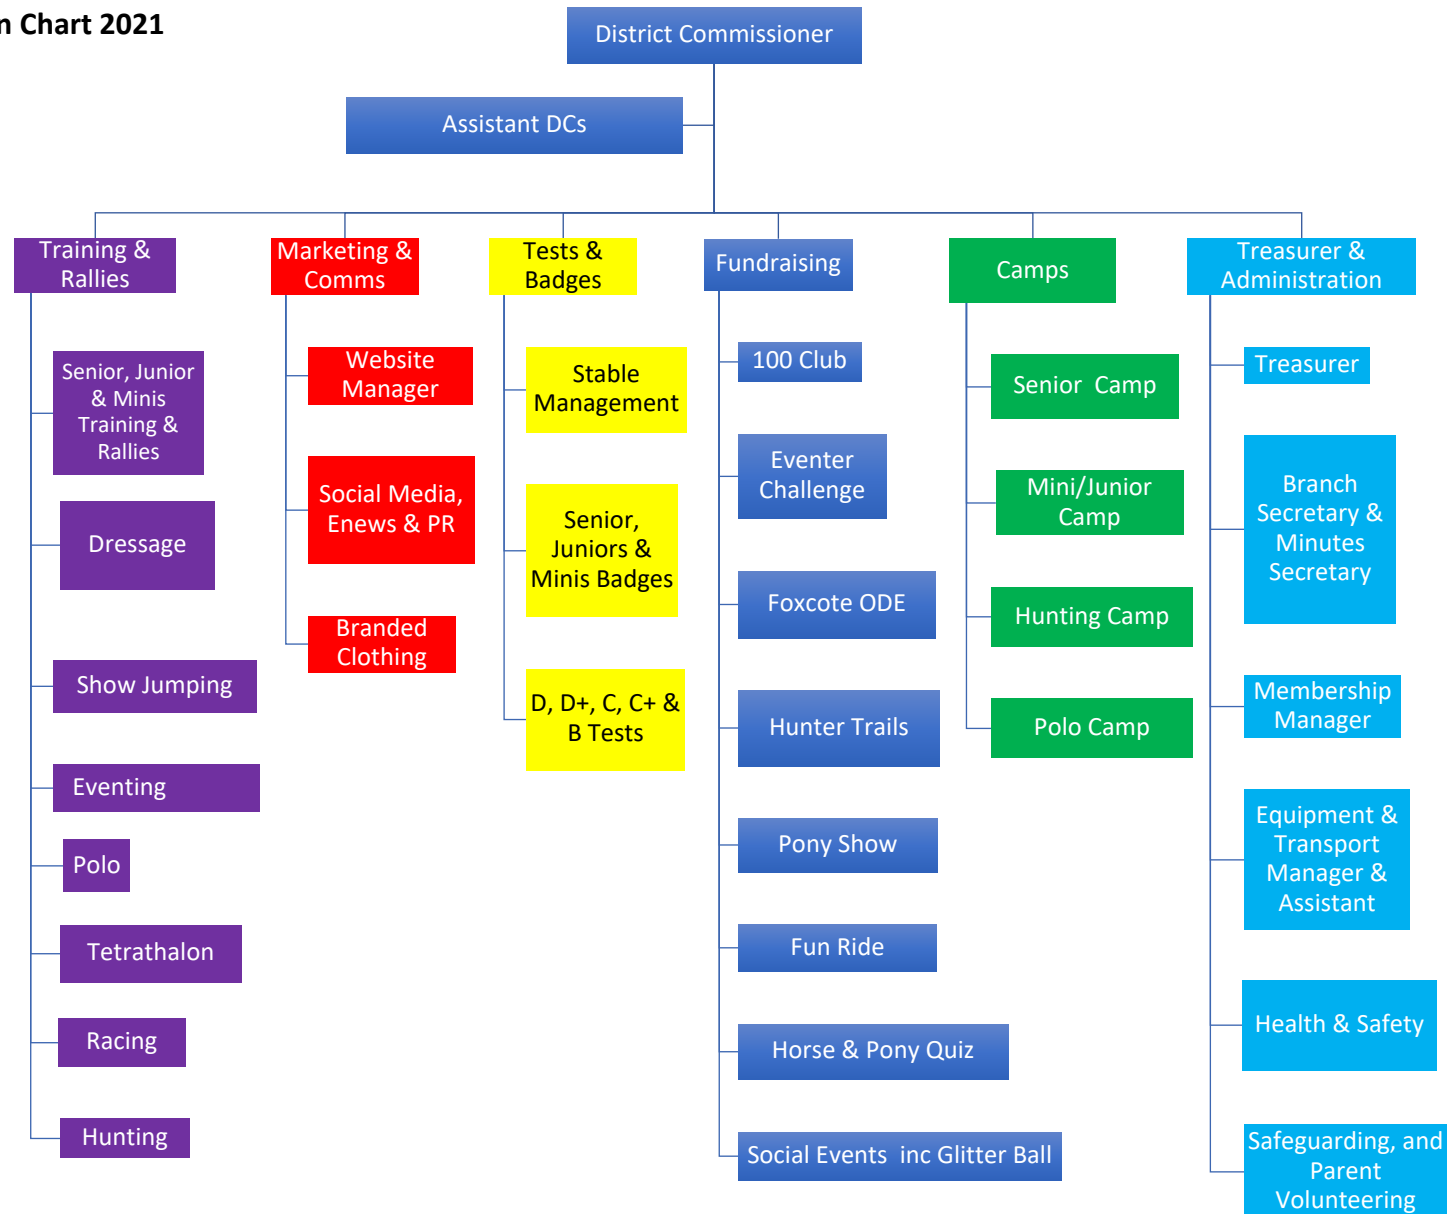 n Chart 2021
District Commissioner
Assistant DCs
Training &
Rallies
Senior, Junior
& Minis
Training &
Rallies
Dressage
Show Jumping
Eventing
Polo
Tetrathalon
Racing
Hunting
Marketing &
Comms
Website
Manager
Social Media,
Enews & PR
Branded
Clothing
Tests &
Badges
Stable
Management
Senior,
Juniors &
Minis Badges
D, D+, C, C+ &
B Tests
Fundraising
100 Club
Eventer
Challenge
Foxcote ODE
Hunter Trails
Pony Show
Fun Ride
Horse & Pony Quiz
Social Events  inc Glitter Ball
Camps
Senior  Camp
Mini/Junior
Camp
Hunting Camp
Polo Camp
Treasurer &
Administration
Treasurer
Branch
Secretary &
Minutes
Secretary
Membership
Manager
Equipment &
Transport
Manager &
Assistant
Health & Safety
Safeguarding, and
Parent
Volunteering